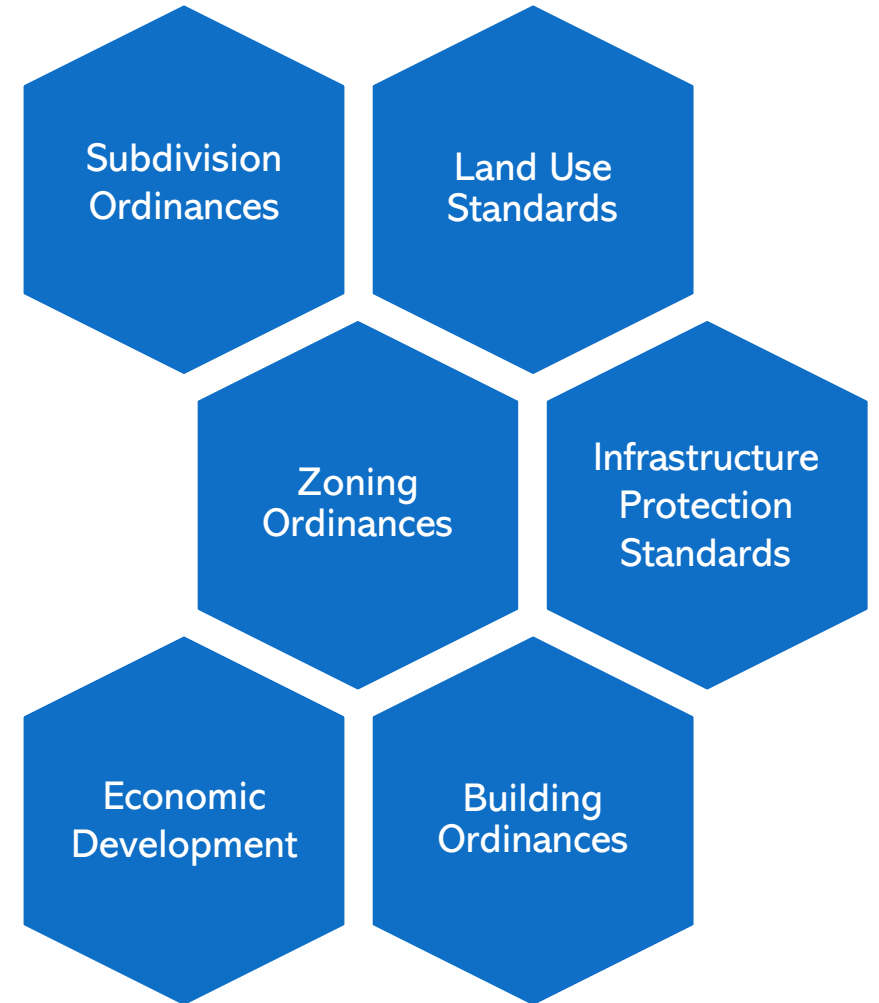 Subdivision
Ordinances
Land Use
Standards
Zoning
Ordinances
Infrastructure
Protection
Standards
Economic
Development
Building
Ordinances